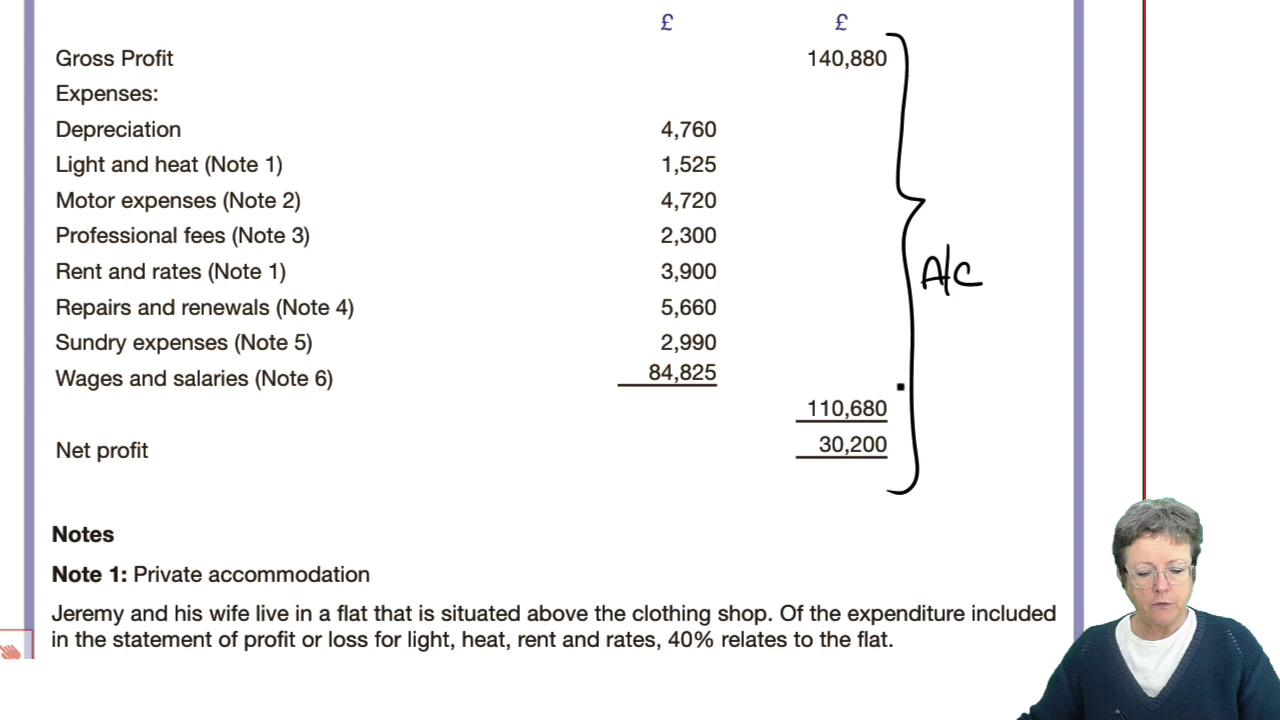 £ £
Gross Profit 140,880
Expenses:
Depreciation 4,760
Light and heat (Note 1) 1,525
Motor expenses (Note 2) 4,720
Professional fees (Note 3) 2,300
Rent and rates (Note 1) 3,900
A/C
Repairs and renewals (Note 4) 5,660
Sundry expenses (Note 5) 2,990
Wages and salaries (Note 6) 84,825
110,680
Net profit 30,200
Notes
Note 1: Private accommodation
Jeremy and his wife live in a flat that is situated above the clothing shop. Of the expenditure included
in the statement of profit or loss for light, heat, rent and rates, 40% relates to the flat.